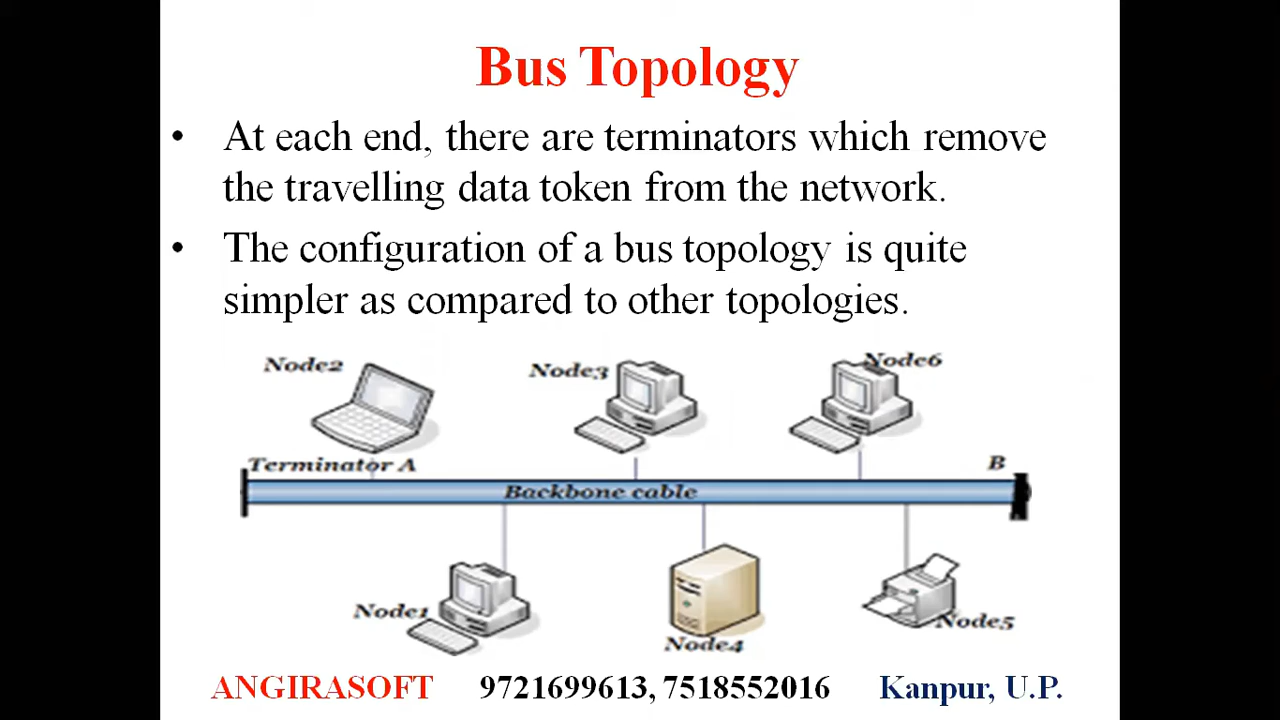 Bus Topology
• At each end, there are terminators which remove
the travelling data token from the network.
• The configuration of a bus topology is quite
simpler as compared to other topologies.
Node2
Node3
Node6
Terminator A
B
Backbone cable
Node1
Node4
Node5
ANGIRASOFT 9721699613, 7518552016 Kanpur, U.P.